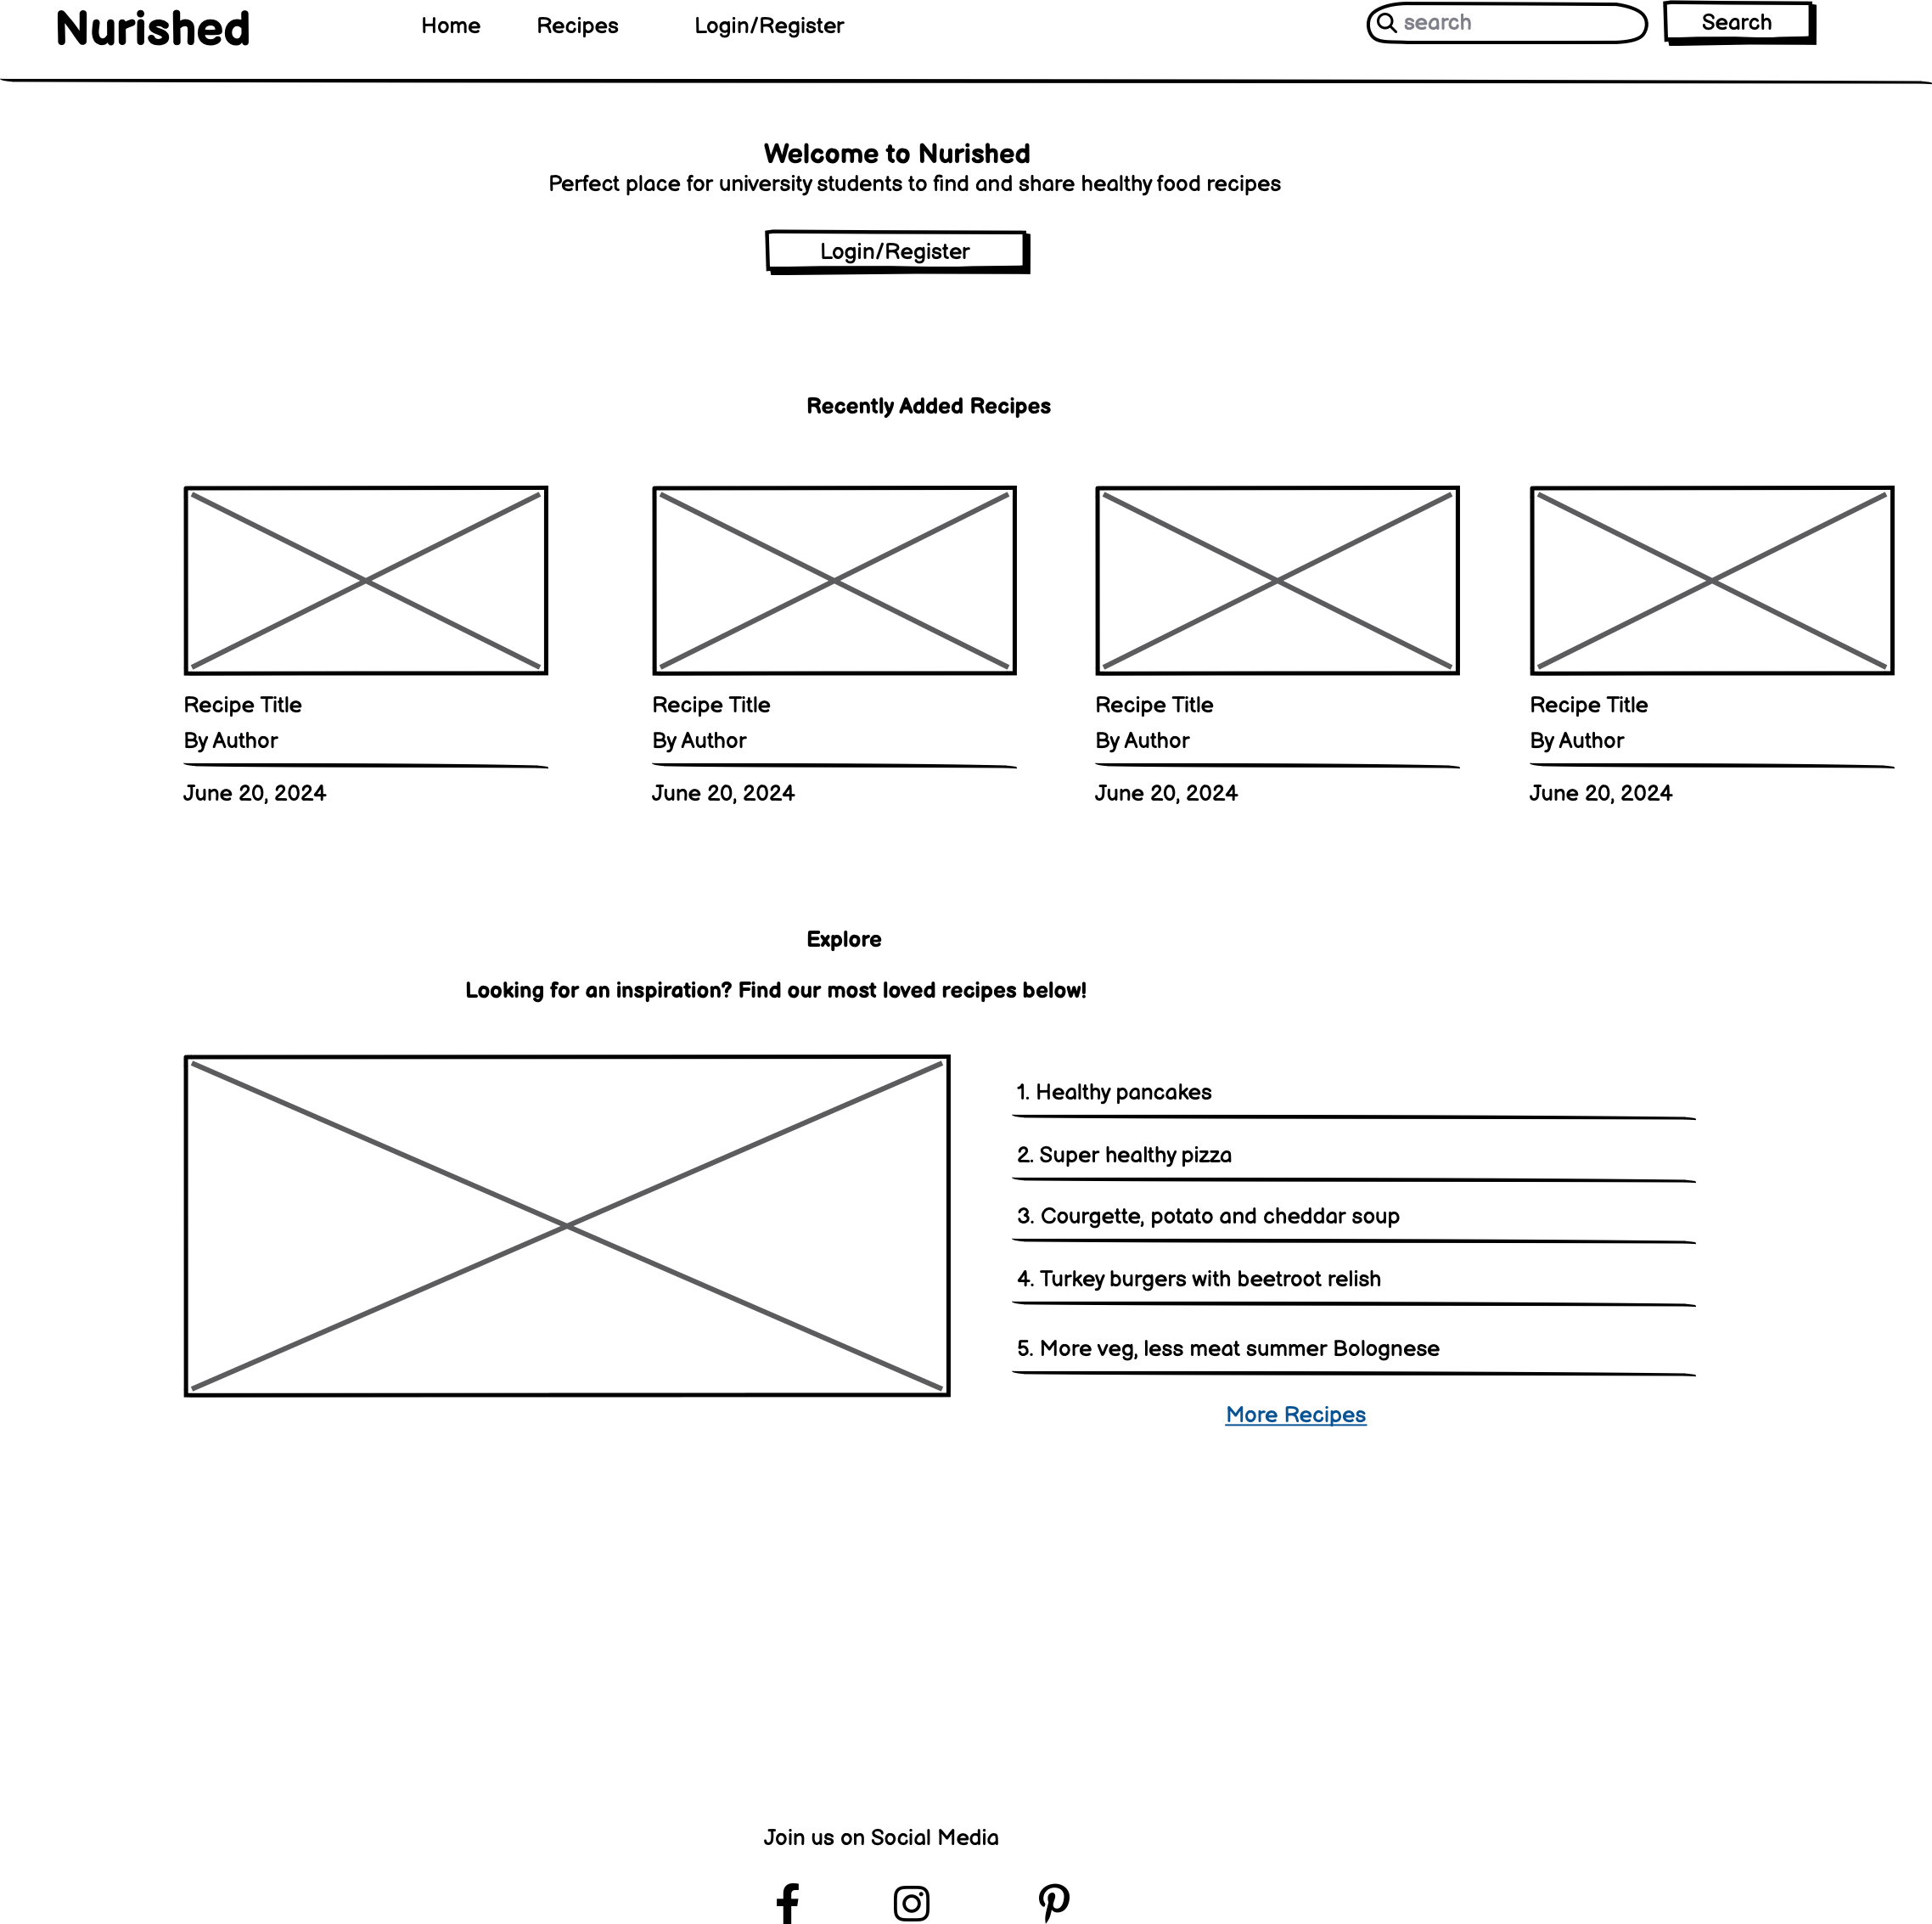 Nurished
Home Recipes Login/Register
search
Search
Welcome to Nurished
Perfect place for university students to find and share healthy food recipes
Login/Register
Recently Added Recipes
Recipe Title
By Author
June 20, 2024
Recipe Title
By Author
June 20, 2024
Recipe Title
By Author
June 20, 2024
Recipe Title
By Author
June 20, 2024
Explore
Looking for an inspiration? Find our most loved recipes below!
1. Healthy pancakes
2. Super healthy pizza
3. Courgette, potato and cheddar soup
4. Turkey burgers with beetroot relish
5. More veg, less meat summer Bolognese
More Recipes
Join us on Social Media